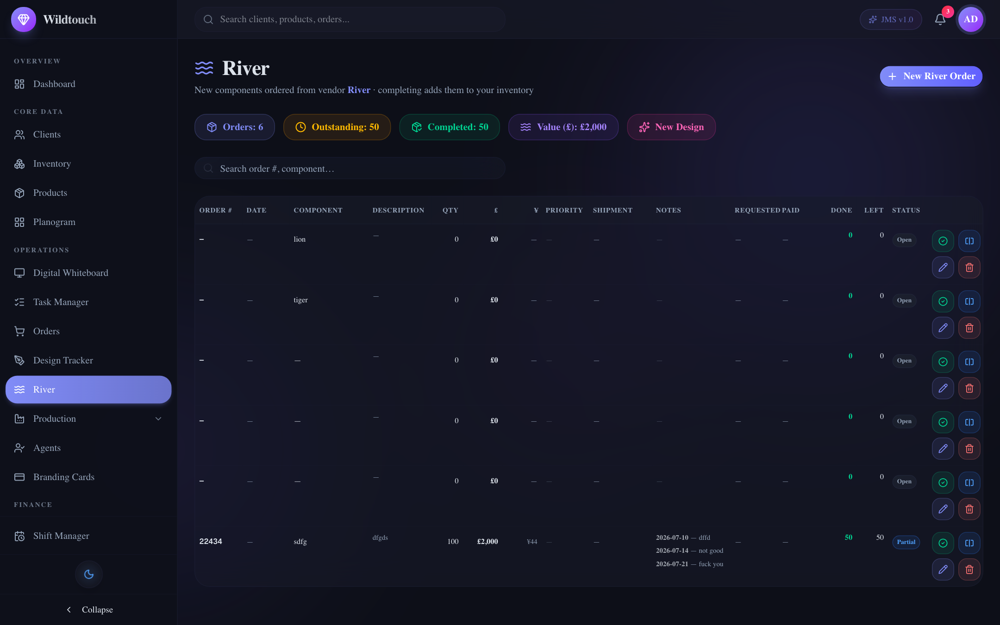 Wildtouch
Search clients, products, orders...
JMS v1.0
3
AD
OVERVIEW
Dashboard
CORE DATA
Clients
Inventory
Products
Planogram
OPERATIONS
Digital Whiteboard
Task Manager
Orders
Design Tracker
River
Production
Agents
Branding Cards
FINANCE
Shift Manager
Collapse
River
New components ordered from vendor River · completing adds them to your inventory
New River Order
Orders: 6
Outstanding: 50
Completed: 50
Value (£): £2,000
New Design
Search order #, component…
ORDER # DATE COMPONENT DESCRIPTION QTY £ ¥ PRIORITY SHIPMENT NOTES REQUESTED PAID DONE LEFT STATUS
– — lion — 0 £0 — — — — — — 0 0 Open
– — tiger — 0 £0 — — — — — — 0 0 Open
– — — — 0 £0 — — — — — — 0 0 Open
– — — — 0 £0 — — — — — — 0 0 Open
– — — — 0 £0 — — — — — — 0 0 Open
22434 — sdfg dfgds 100 £2,000 ¥44 — — 2026-07-10 — dffd — — 50 50 Partial
2026-07-14 — not good
2026-07-21 — fuck you